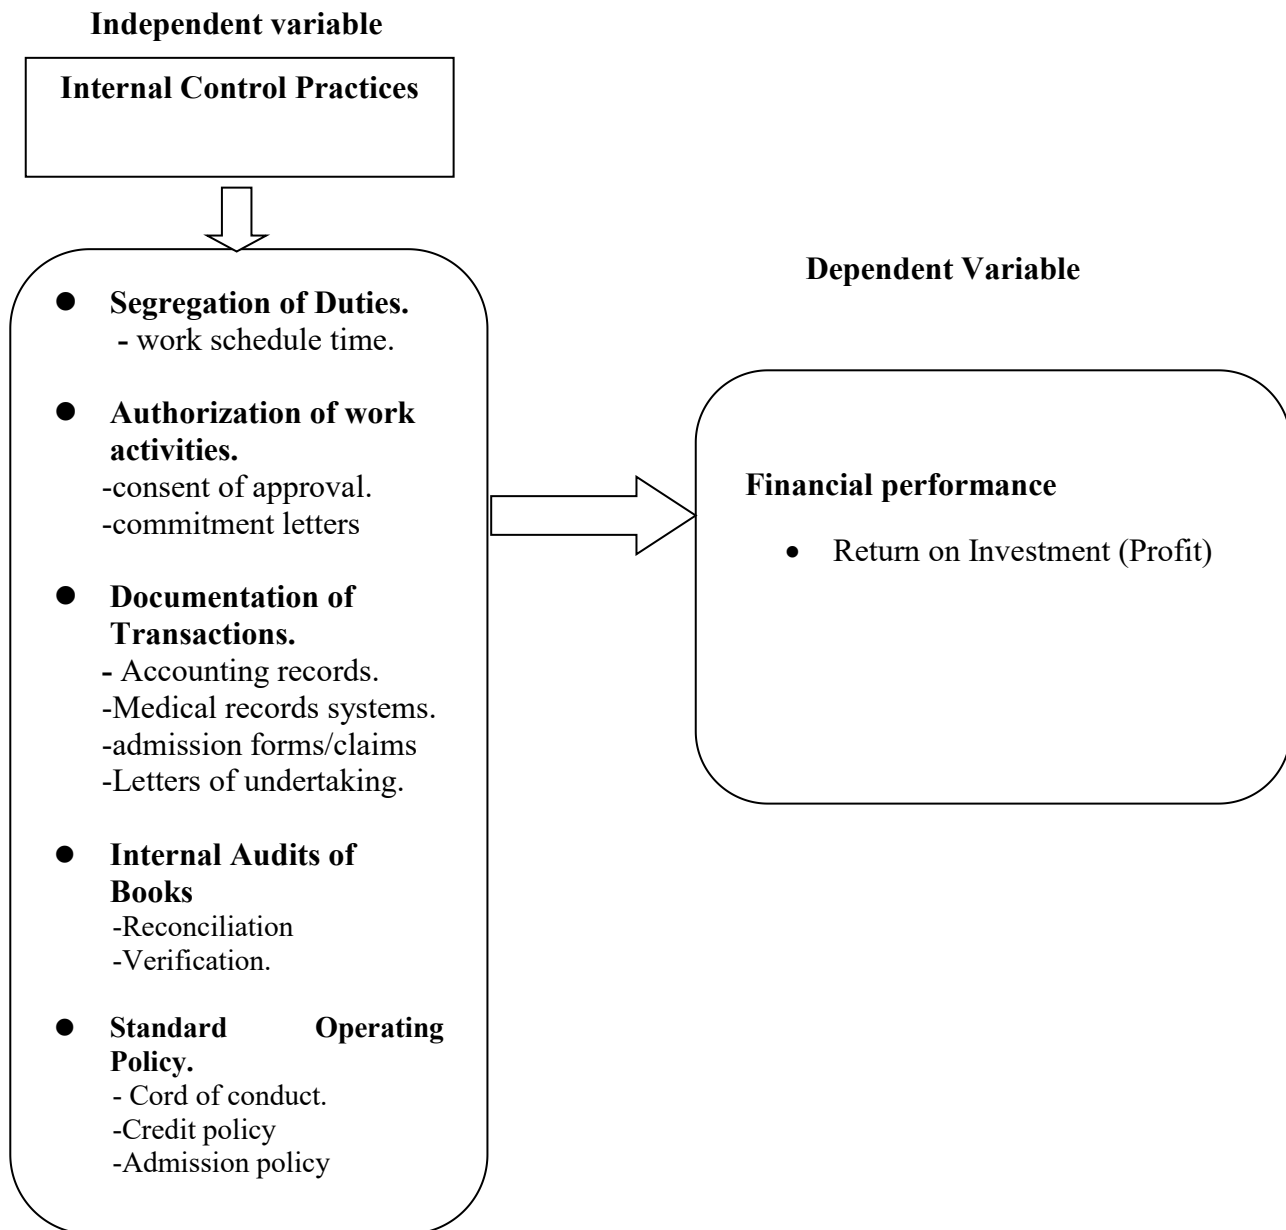 Independent variable
Internal Control Practices
● Segregation of Duties.
- work schedule time.
● Authorization of work
activities.
-consent of approval.
-commitment letters
● Documentation of
Transactions.
- Accounting records.
-Medical records systems.
-admission forms/claims
-Letters of undertaking.
● Internal Audits of
Books
-Reconciliation
-Verification.
● Standard Operating
Policy.
- Cord of conduct.
-Credit policy
-Admission policy
Dependent Variable
Financial performance
• Return on Investment (Profit)